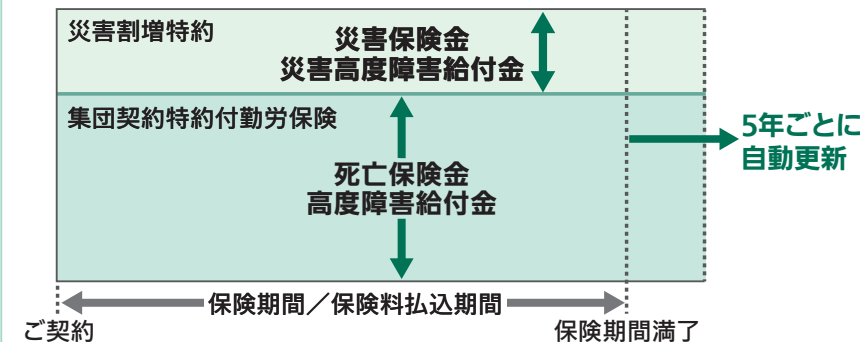 災害割増特約
災害保険金
災害高度障害給付金
集団契約特約付勤労保険
死亡保険金
高度障害給付金
5年ごとに
自動更新
保険期間／保険料払込期間
ご契約
保険期間満了